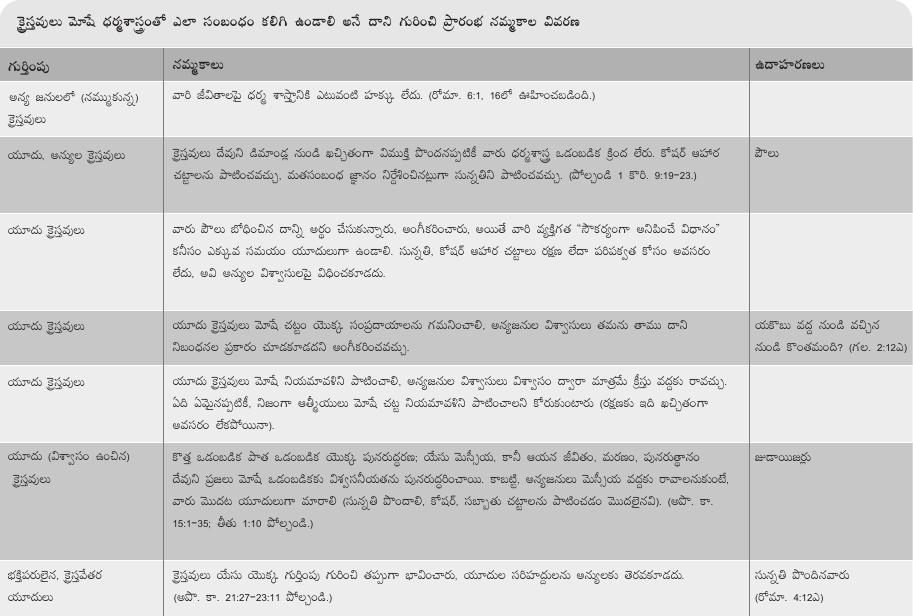 క్రైస్తవులు మోషే ధర్మశాస్త్రంతో ఎలా సంబంధం కలిగి ఉండాలి అనే దాని గురించి ప్రారంభ నమ్మకాల వివరణ
గుర్తింపు
నమ్మకాలు
ఉదాహరణలు
అన్య జనులలో (నమ్ముకున్న)
క్రైస్తవులు
వారి జీవితాలపై ధర్మ శాస్త్రానికి ఎటువంటి హక్కు లేదు. (రోమా. 6:1, 16లో ఊహించబడింది.)
యూదు, అన్యుల క్రైస్తవులు
క్రైస్తవులు దేవుని డిమాండ్ల నుండి ఖచ్చితంగా విముక్తి పొందనప్పటికీ వారు ధర్మశాస్త్ర ఒడంబడిక క్రింద లేరు. కోషర్ ఆహార
చట్టాలను పాటించవచ్చు, మతసంబంధ జ్ఞానం నిర్దేశించినట్లుగా సున్నతిని పాటించవచ్చు. (పోల్చండి 1 కొరి. 9:19–23.)
పౌలు
యూదు క్రైస్తవులు
వారు పౌలు బోధించిన దాన్ని అర్థం చేసుకున్నారు, అంగీకరించారు, అయితే వారి వ్యక్తిగత "సౌకర్యంగా అనిపించే విధానం"
కనీసం ఎక్కువ సమయం యూదులుగా ఉండాలి. సున్నతి, కోషర్ ఆహార చట్టాలు రక్షణ లేదా పరిపక్వత కోసం అవసరం
లేదు, అవి అన్యుల విశ్వాసులపై విధించకూడదు.
యూదు క్రైస్తవులు
యూదు క్రైస్తవులు మోషే చట్టం యొక్క సంప్రదాయాలను గమనించాలి, అన్యజనుల విశ్వాసులు తమను తాము దాని
నిబంధనల ప్రకారం చూడకూడదని అంగీకరించవచ్చు.
యకొబు వద్ద నుండి వచ్చిన
నుండి కొంతమంది? (గల. 2:12ఎ)
యూదు క్రైస్తవులు
యూదు క్రైస్తవులు మోషే నియమావళిని పాటించాలి, అన్యజనుల విశ్వాసులు విశ్వాసం ద్వారా మాత్రమే క్రీస్తు వద్దకు రావచ్చు.
ఏది ఏమైనప్పటికీ, నిజంగా ఆత్మీయులు మోషే చట్ట నియమావళిని పాటించాలని కోరుకుంటారు (రక్షణకు ఇది ఖచ్చితంగా
అవసరం లేకపోయినా).
యూదు (విశ్వాసం ఉంచిన)
క్రైస్తవులు
కొత్త ఒడంబడిక పాత ఒడంబడిక యొక్క పునరుద్ధరణ; యేసు మెస్సీయ, కానీ ఆయన జీవితం, మరణం, పునరుత్థానం
దేవుని ప్రజలు మోషే ఒడంబడికకు విశ్వసనీయతను పునరుద్ధరించాయి. కాబట్టి, అన్యజనులు మెస్సీయ వద్దకు రావాలనుకుంటే,
వారు మొదట యూదులుగా మారాలి (సున్నతి పొందాలి, కోషర్, సబ్బాతు చట్టాలను పాటించడం మొదలైనవి). (అపొ. కా.
15:1–35; తీతు 1:10 పోల్చండి.)
జుడాయిజర్లు
భక్తిపరులైన, క్రైస్తవేతర
యూదులు
క్రైస్తవులు యేసు యొక్క గుర్తింపు గురించి తప్పుగా భావించారు, యూదుల సరిహద్దులను అన్యులకు తెరవకూడదు.
(అపొ. కా. 21:27–23:11 పోల్చండి.)
సున్నతి పొందినవారు
(రోమా. 4:12ఎ)